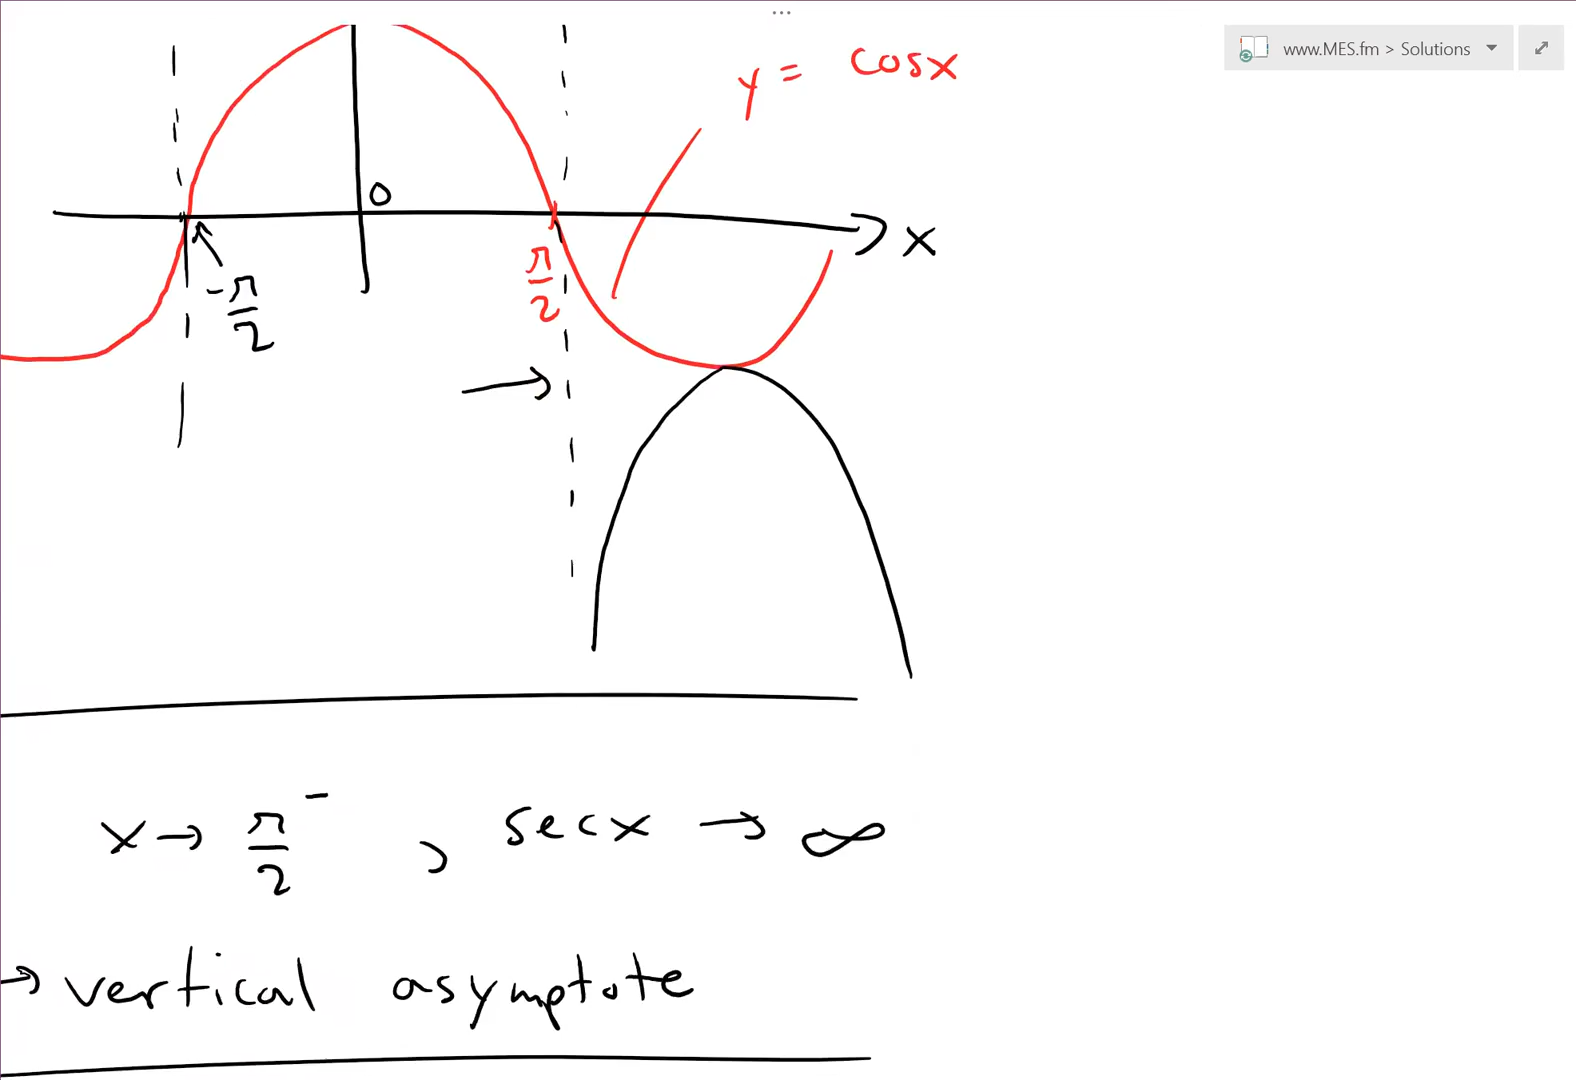 www.MES.fm > Solutions
y = cosx
0
x
-π/2
π/2
x → π/2⁻ , secx → ∞
→ vertical asymptote